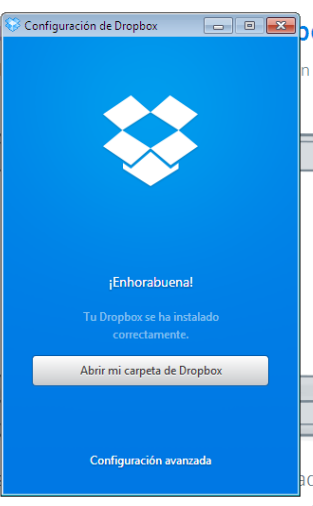 Configuración de Dropbox
¡Enhorabuena!
Tu Dropbox se ha instalado
correctamente.
Abrir mi carpeta de Dropbox
Configuración avanzada